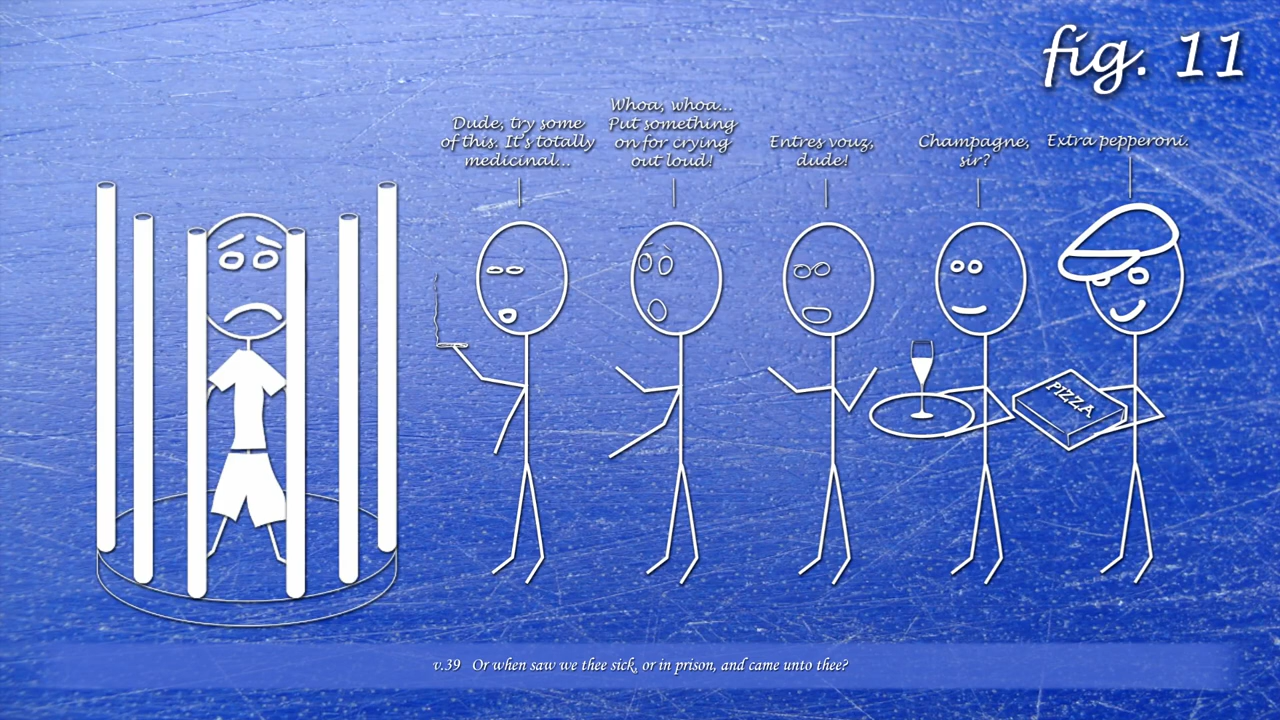 fig. 11
Dude, try some
of this. It's totally
medicinal...
Whoa, whoa...
Put something
on for crying
out loud!
Entres vouz,
dude!
Champagne,
sir?
Extra pepperoni.
PIZZA
v.39 Or when saw we thee sick, or in prison, and came unto thee?